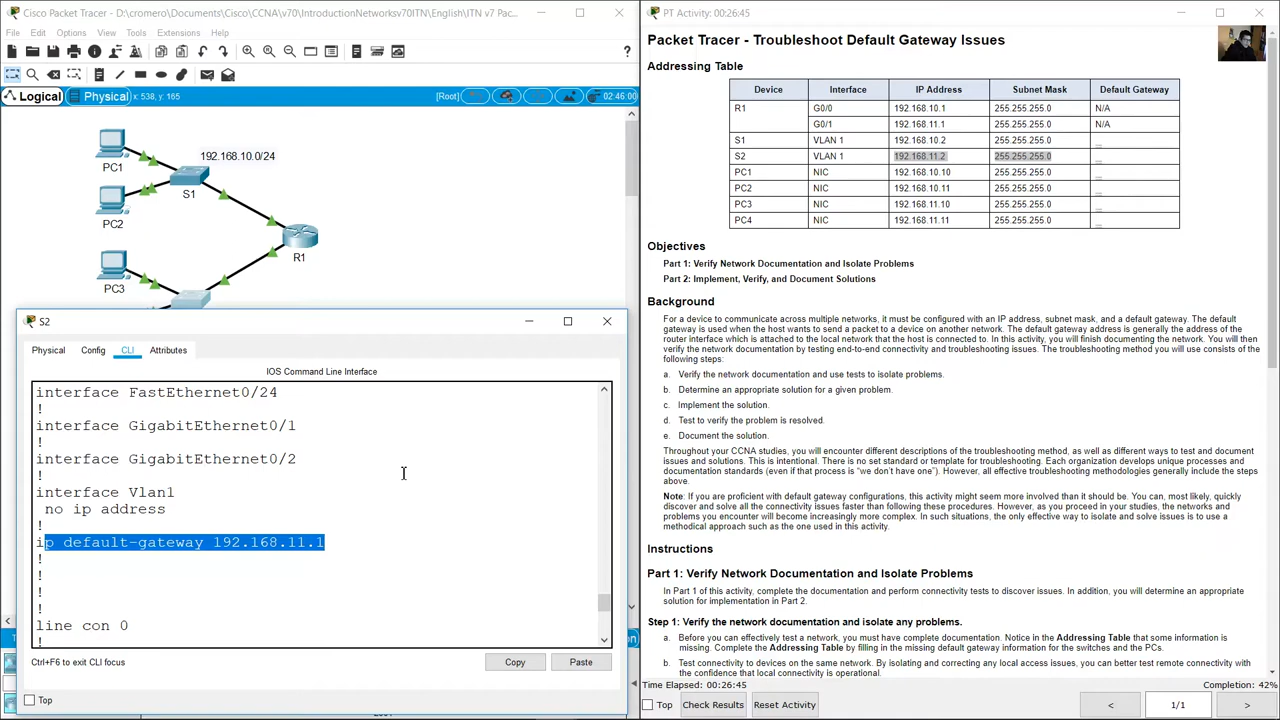 Cisco Packet Tracer - C:\Users\cromero\Documents\Cisco\CCNA\v70\IntroductionNetworksv70ITN\English\ITN v7 Pac...
File Edit Options View Tools Extensions Help
?
Logical Physical x: 538, y: 165 [Root] 02:46:00
PC1
192.168.10.0/24
S1
PC2
R1
PC3
S2
Physical Config CLI Attributes
IOS Command Line Interface
interface FastEthernet0/24
!
interface GigabitEthernet0/1
!
interface GigabitEthernet0/2
!
interface Vlan1
no ip address
!
ip default-gateway 192.168.11.1
!
!
!
!
line con 0
!
Ctrl+F6 to exit CLI focus Copy Paste
Top
PT Activity: 00:26:45
Packet Tracer - Troubleshoot Default Gateway Issues
Addressing Table
Device Interface IP Address Subnet Mask Default Gateway
R1 G0/0 192.168.10.1 255.255.255.0 N/A
G0/1 192.168.11.1 255.255.255.0 N/A
S1 VLAN 1 192.168.10.2 255.255.255.0
S2 VLAN 1 192.168.11.2 255.255.255.0
PC1 NIC 192.168.10.10 255.255.255.0
PC2 NIC 192.168.10.11 255.255.255.0
PC3 NIC 192.168.11.10 255.255.255.0
PC4 NIC 192.168.11.11 255.255.255.0
Objectives
Part 1: Verify Network Documentation and Isolate Problems
Part 2: Implement, Verify, and Document Solutions
Background
For a device to communicate across multiple networks, it must be configured with an IP address, subnet mask, and a default gateway. The default
gateway is used when the host wants to send a packet to a device on another network. The default gateway address is generally the address of the
router interface which is attached to the local network that the host is connected to. In this activity, you will finish documenting the network. You will then
verify the network documentation by testing end-to-end connectivity and troubleshooting issues. The troubleshooting method you will use consists of the
following steps:
a. Verify the network documentation and use tests to isolate problems.
b. Determine an appropriate solution for a given problem.
c. Implement the solution.
d. Test to verify the problem is resolved.
e. Document the solution.
Throughout your CCNA studies, you will encounter different descriptions of the troubleshooting method, as well as different ways to test and document
issues and solutions. This is intentional. There is no set standard or template for troubleshooting. Each organization develops unique processes and
documentation standards (even if that process is “we don’t have one”). However, all effective troubleshooting methodologies generally include the steps
above.
Note: If you are proficient with default gateway configurations, this activity might seem more involved than it should be. You can, most likely, quickly
discover and solve all the connectivity issues faster than following these procedures. However, as you proceed in your studies, the networks and
problems you encounter will become increasingly more complex. In such situations, the only effective way to isolate and solve issues is to use a
methodical approach such as the one used in this activity.
Instructions
Part 1: Verify Network Documentation and Isolate Problems
In Part 1 of this activity, complete the documentation and perform connectivity tests to discover issues. In addition, you will determine an appropriate
solution for implementation in Part 2.
Step 1: Verify the network documentation and isolate any problems.
a. Before you can effectively test a network, you must have complete documentation. Notice in the Addressing Table that some information is
missing. Complete the Addressing Table by filling in the missing default gateway information for the switches and the PCs.
b. Test connectivity to devices on the same network. By isolating and correcting any local access issues, you can better test remote connectivity with
the confidence that local connectivity is operational.
Time Elapsed: 00:26:45 Completion: 42%
Top Check Results Reset Activity < 1/1 >